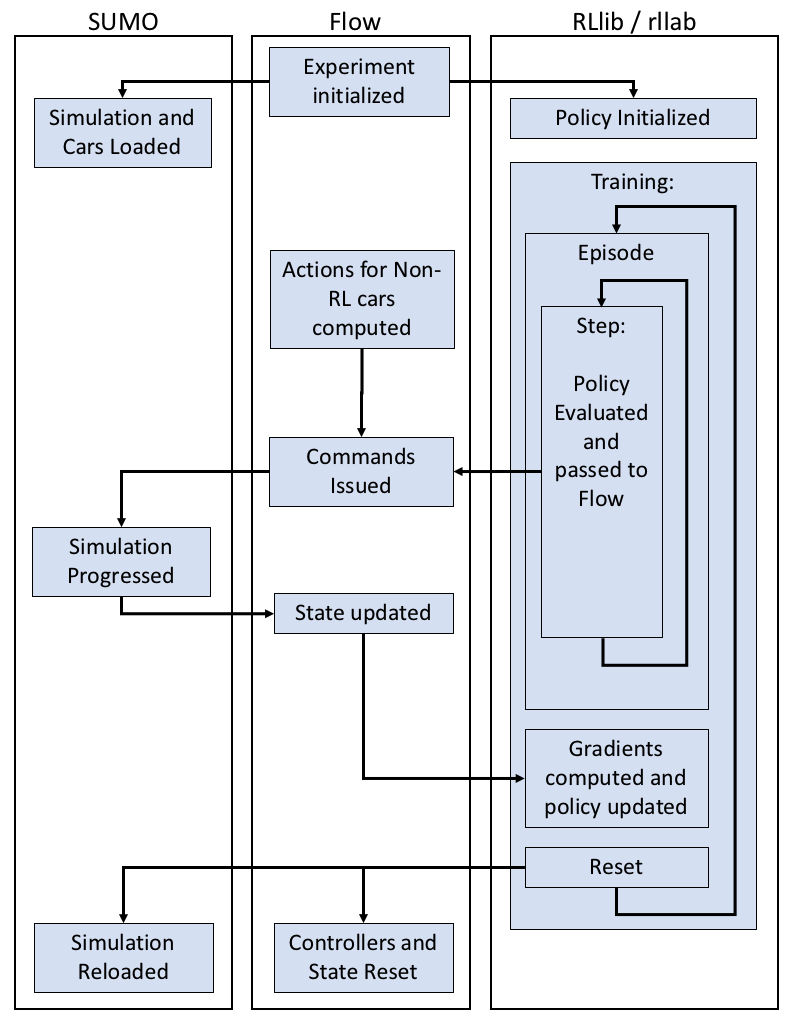 SUMO
Flow
RLlib / rllab
Experiment
initialized
Simulation and
Cars Loaded
Policy Initialized
Training:
Episode
Actions for Non-
RL cars
computed
Step:
Policy
Evaluated
and
passed to
Flow
Commands
Issued
Simulation
Progressed
State updated
Gradients
computed and
policy updated
Reset
Simulation
Reloaded
Controllers and
State Reset